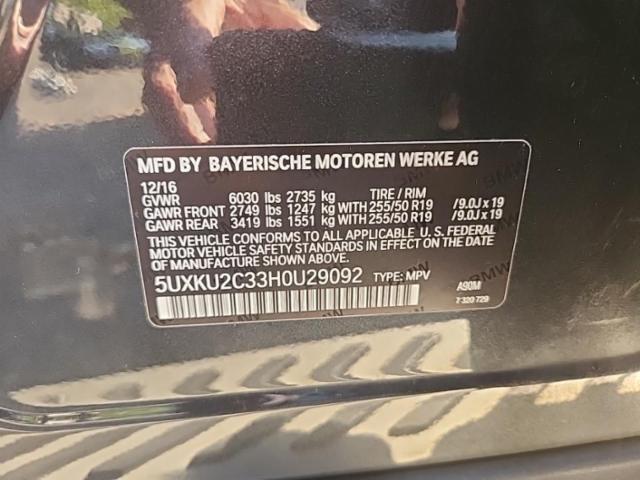 MFD BY BAYERISCHE MOTOREN WERKE AG
12/16
GVWR 6030 lbs 2735 kg TIRE / RIM
GAWR FRONT 2749 lbs 1247 kg WITH 255/50 R19 /9.0J x 19
GAWR REAR 3419 lbs 1551 kg WITH 255/50 R19 /9.0J x 19
THIS VEHICLE CONFORMS TO ALL APPLICABLE U.S. FEDERAL
MOTOR VEHICLE SAFETY STANDARDS
IN EFFECT ON THE DATE OF MANUFACTURE SHOWN ABOVE.
5UXKU2C33H0U29092 TYPE: MPV A90M
7 320 729